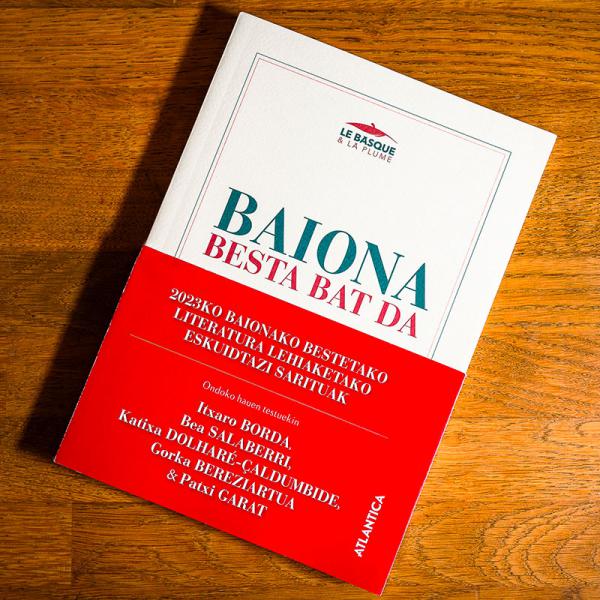 LE BASQUE
& LA PLUME
BAIONA
BESTA BAT DA
2023KO BAIONAKO BESTETAKO
LITERATURA LEHIAKETAKO
ESKUIDTAZI SARITUAK
Ondoko hauen testuekin
Itxaro BORDA,
Bea SALABERRI,
Katixa DOLHARÉ-ÇALDUMBIDE,
Gorka BEREZIARTUA
& Patxi GARAT
ATLANTICA